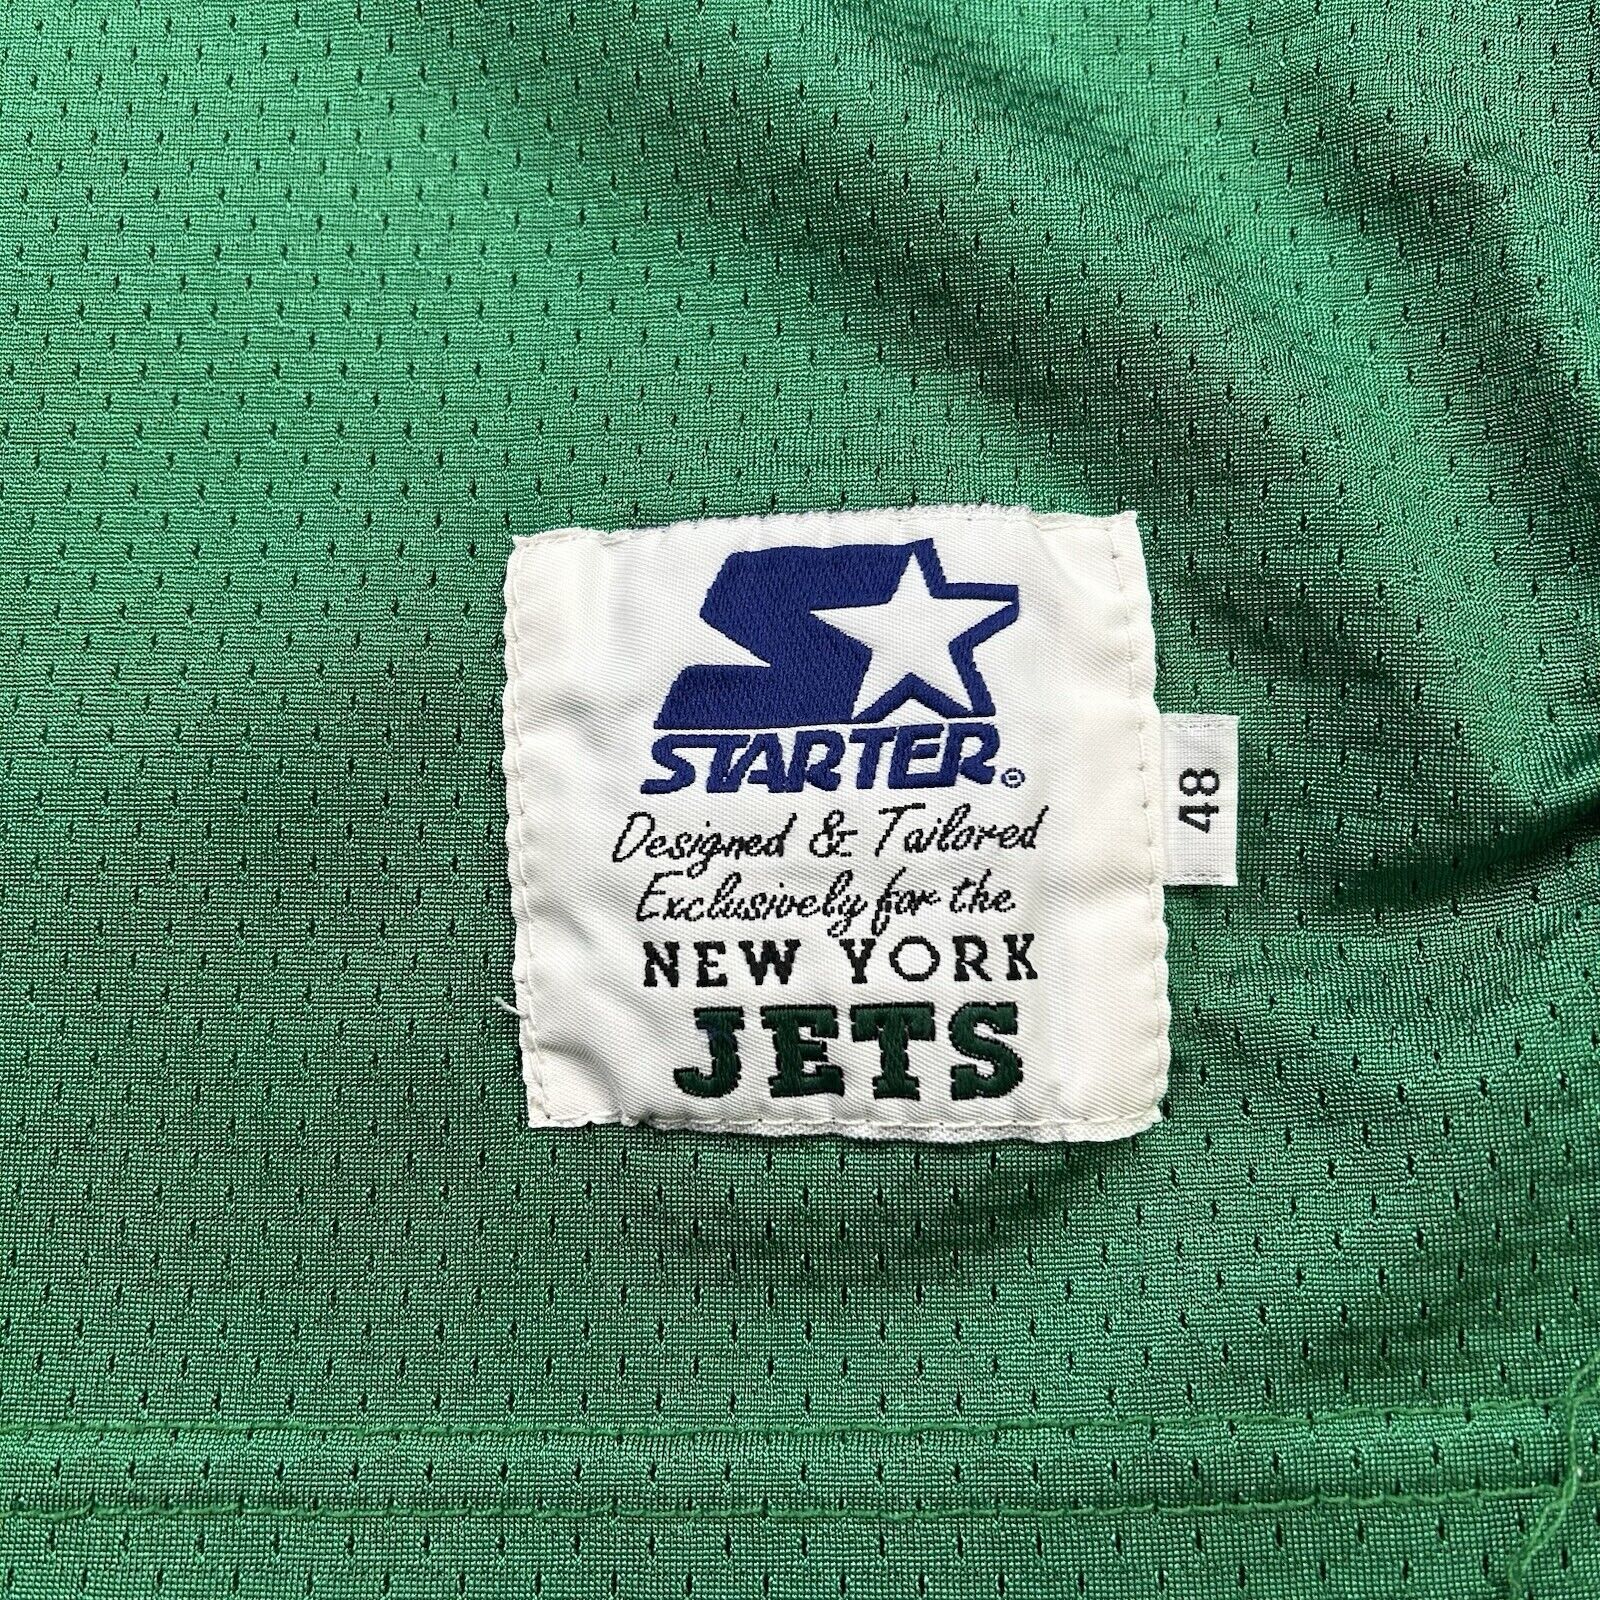 STARTER®
Designed & Tailored
Exclusively for the
NEW YORK
JETS
48